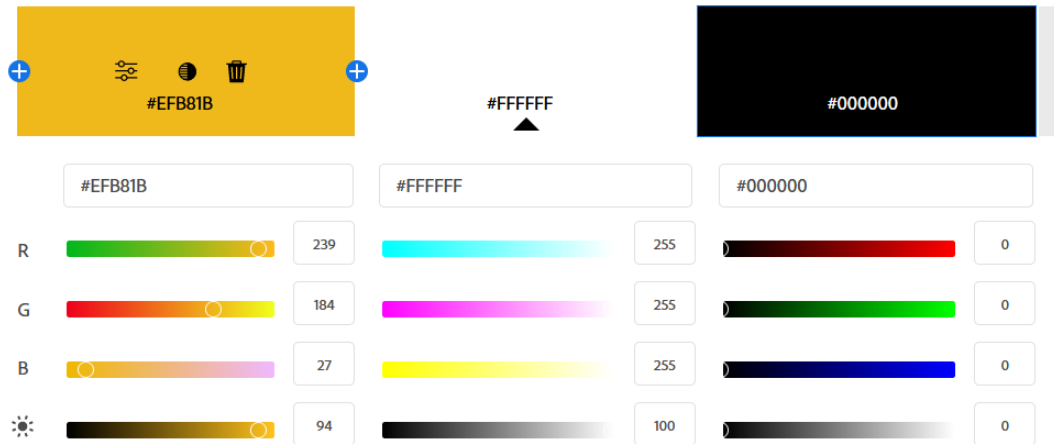 #EFB81B #FFFFFF #000000
#EFB81B #FFFFFF #000000
R 239 255 0
G 184 255 0
B 27 255 0
94 100 0